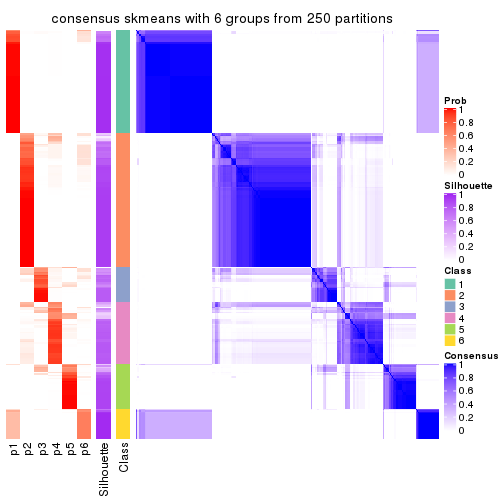 consensus skmeans with 6 groups from 250 partitions
Prob
1
0.8
0.6
0.4
0.2
0
Silhouette
1
0.8
0.6
0.4
0.2
0
Class
1
2
3
4
5
6
Consensus
1
0.8
0.6
0.4
0.2
0
p1
p2
p3
p4
p5
p6
Silhouette
Class